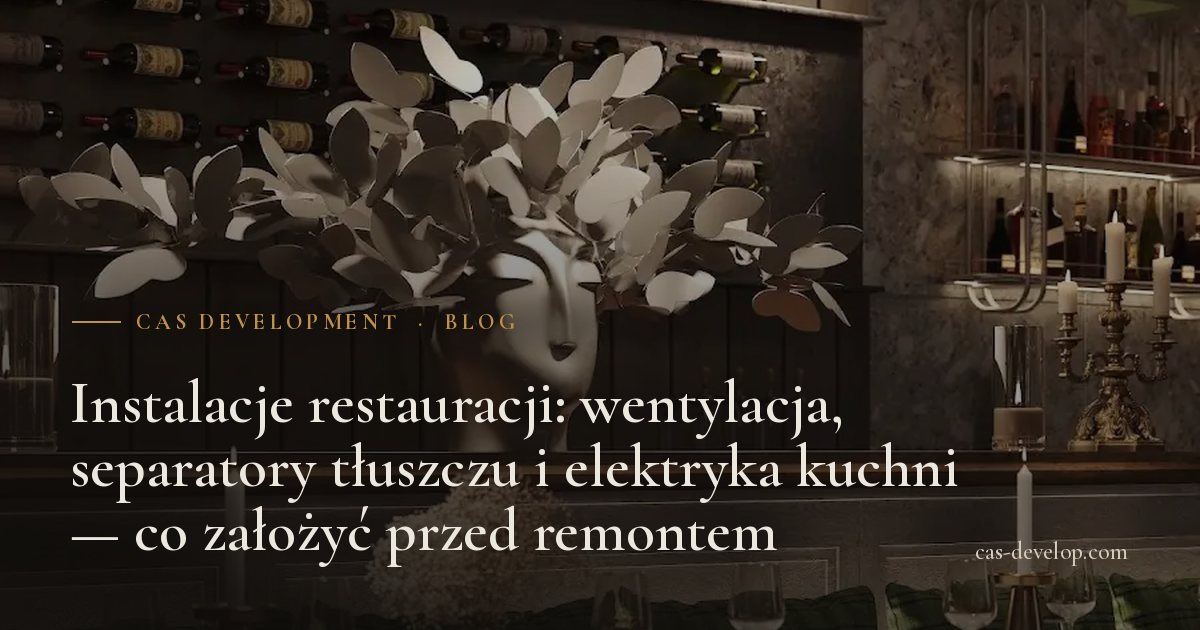 CAS DEVELOPMENT · BLOG
Instalacje restauracji: wentylacja,
separatory tłuszczu i elektryka kuchni
— co założyć przed remontem
cas-develop.com